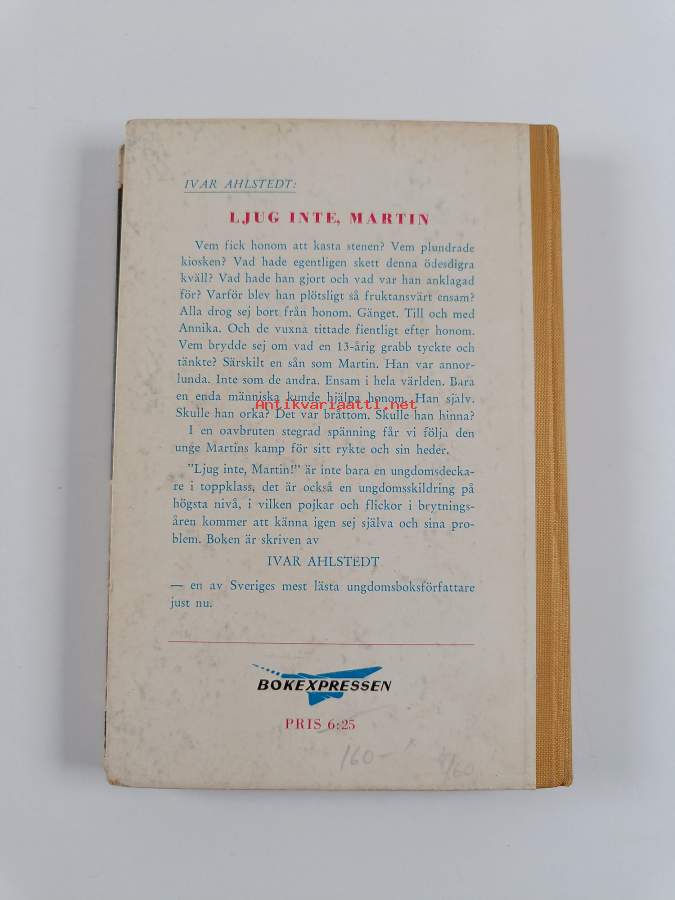 IVAR AHLSTEDT:
LJUG INTE, MARTIN
Vem fick honom att kasta stenen? Vem plundrade
kiosken? Vad hade egentligen skett denna ödesdigra
kväll? Vad hade han gjort och vad var han anklagad
för? Varför blev han plötsligt så fruktansvärt ensam?
Alla drog sej bort från honom. Gänget. Till och med
Annika. Och de vuxna tittade fientligt efter honom.
Vem brydde sej om vad en 13-årig grabb tyckte och
tänkte? Särskilt en sån som Martin. Han var annor-
lunda. Inte som de andra. Ensam i hela världen. Bara
en enda människa kunde hjälpa honom. Han själv.
Antikvariaatti.net
Skulle han orka? Det var bråttom. Skulle han hinna?
I en oavbruten stegrad spänning får vi följa den
unge Martins kamp för sitt rykte och sin heder.
"Ljug inte, Martin!" är inte bara en ungdomsdecka-
re i toppklass, det är också en ungdomsskildring på
högsta nivå, i vilken pojkar och flickor i brytnings-
åren kommer att känna igen sej själva och sina pro-
blem. Boken är skriven av
IVAR AHLSTEDT
— en av Sveriges mest lästa ungdomsboksförfattare
just nu.
BOKEXPRESSEN
PRIS 6:25
160-